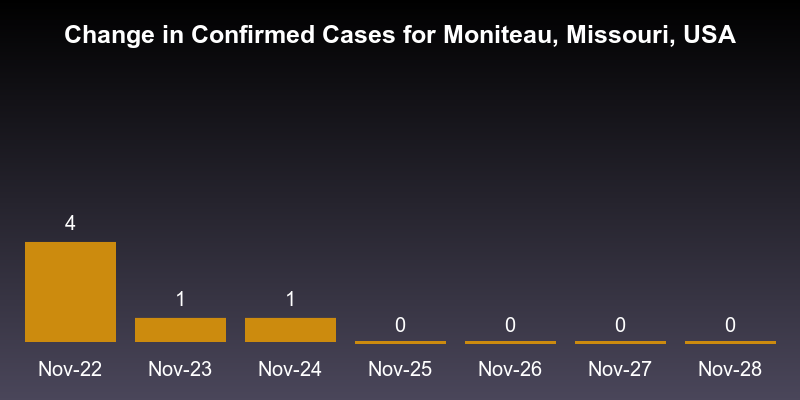 Change in Confirmed Cases for Moniteau, Missouri, USA
4
1
1
0
0
0
0
Nov-22
Nov-23
Nov-24
Nov-25
Nov-26
Nov-27
Nov-28